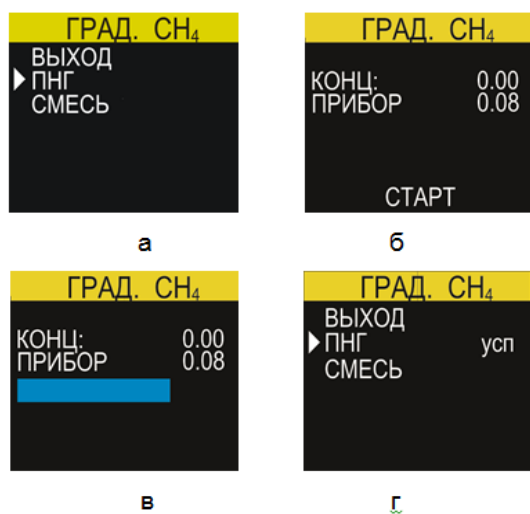 ГРАД. CH₄
ВЫХОД
ПНГ
СМЕСЬ
а
ГРАД. CH₄
КОНЦ: 0.00
ПРИБОР 0.08
СТАРТ
б
ГРАД. CH₄
КОНЦ: 0.00
ПРИБОР 0.08
в
ГРАД. CH₄
ВЫХОД
ПНГ усп
СМЕСЬ
г